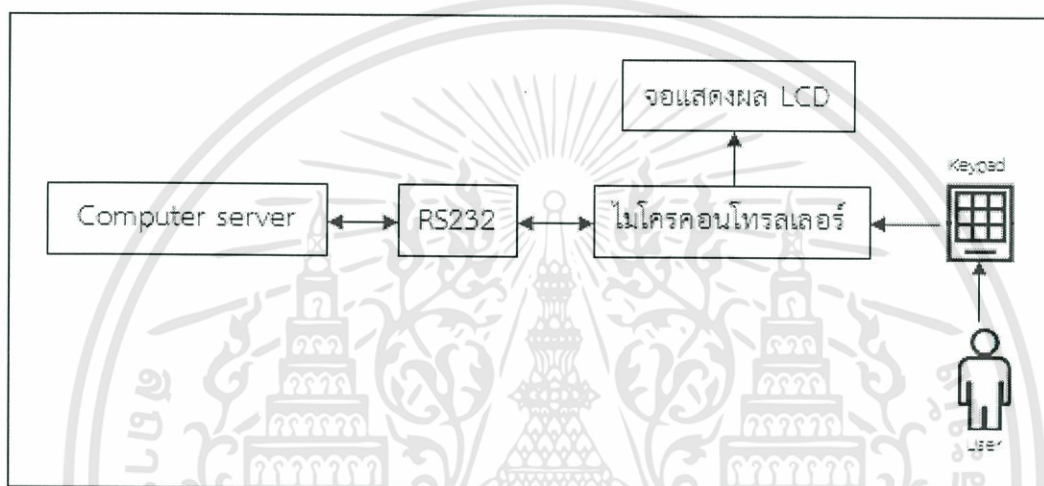 จอแสดงผล LCD
Keypad
Computer server
RS232
ไมโครคอนโทรลเลอร์
User